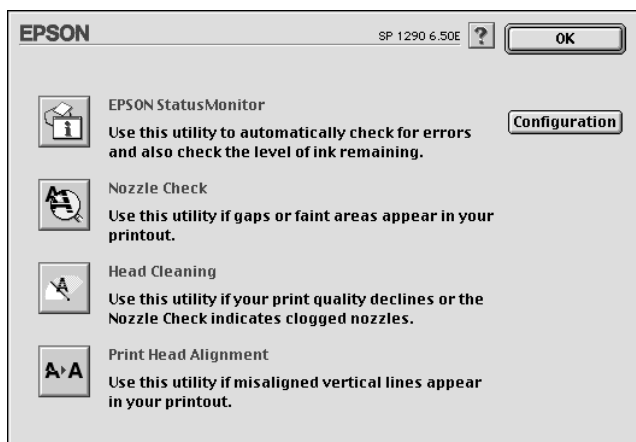 EPSON
SP 1290 6.50E
?
OK
EPSON StatusMonitor
Use this utility to automatically check for errors
and also check the level of ink remaining.
Configuration
Nozzle Check
Use this utility if gaps or faint areas appear in your
printout.
Head Cleaning
Use this utility if your print quality declines or the
Nozzle Check indicates clogged nozzles.
A A
Print Head Alignment
Use this utility if misaligned vertical lines appear
in your printout.